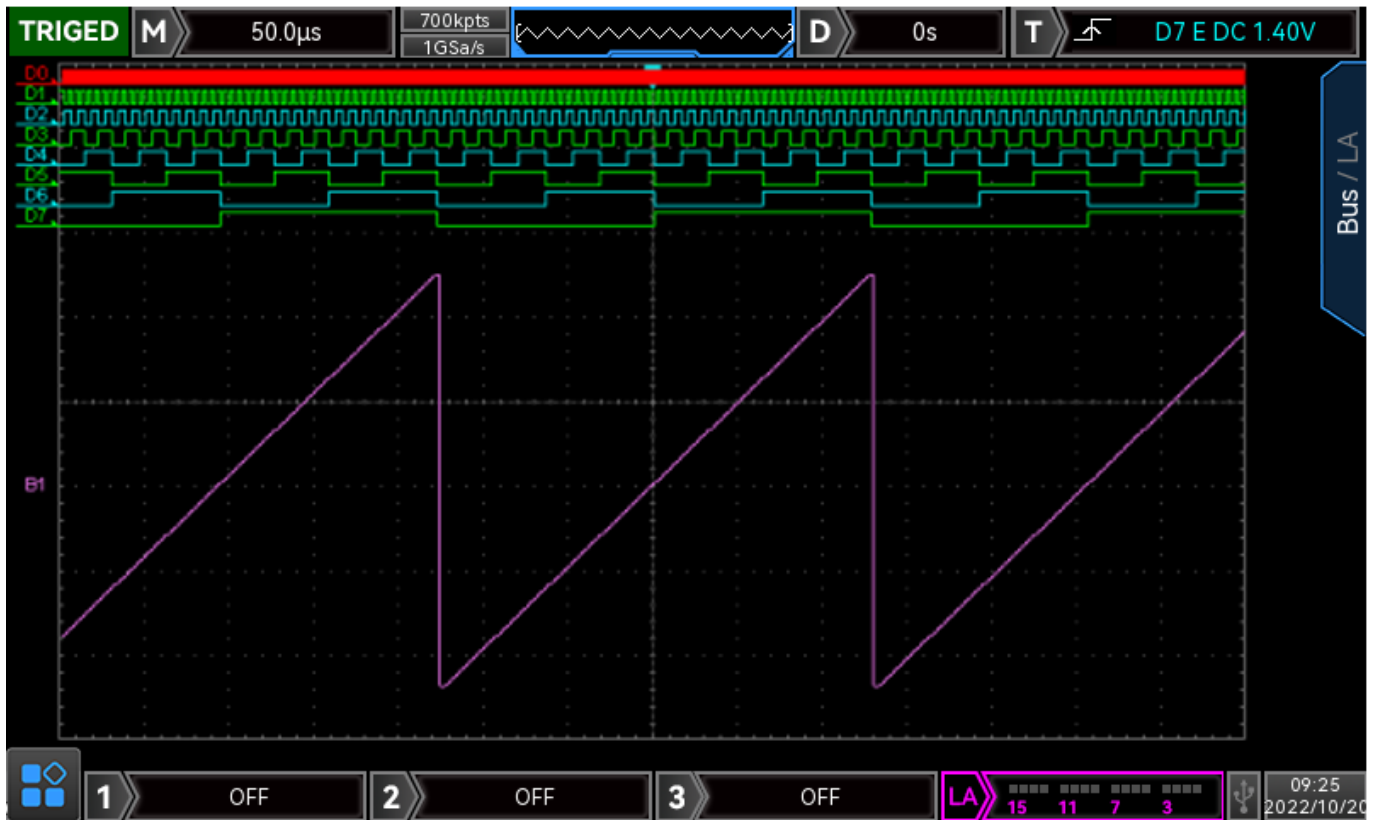 TRIGED M 50.0μs 700kpts D 0s T D7 E DC 1.40V
1GSa/s
D0
D1
D2
D3
D4
D5
D6
D7
Bus / LA
B1
1 OFF 2 OFF 3 OFF LA 15 11 7 3 09:25
2022/10/20